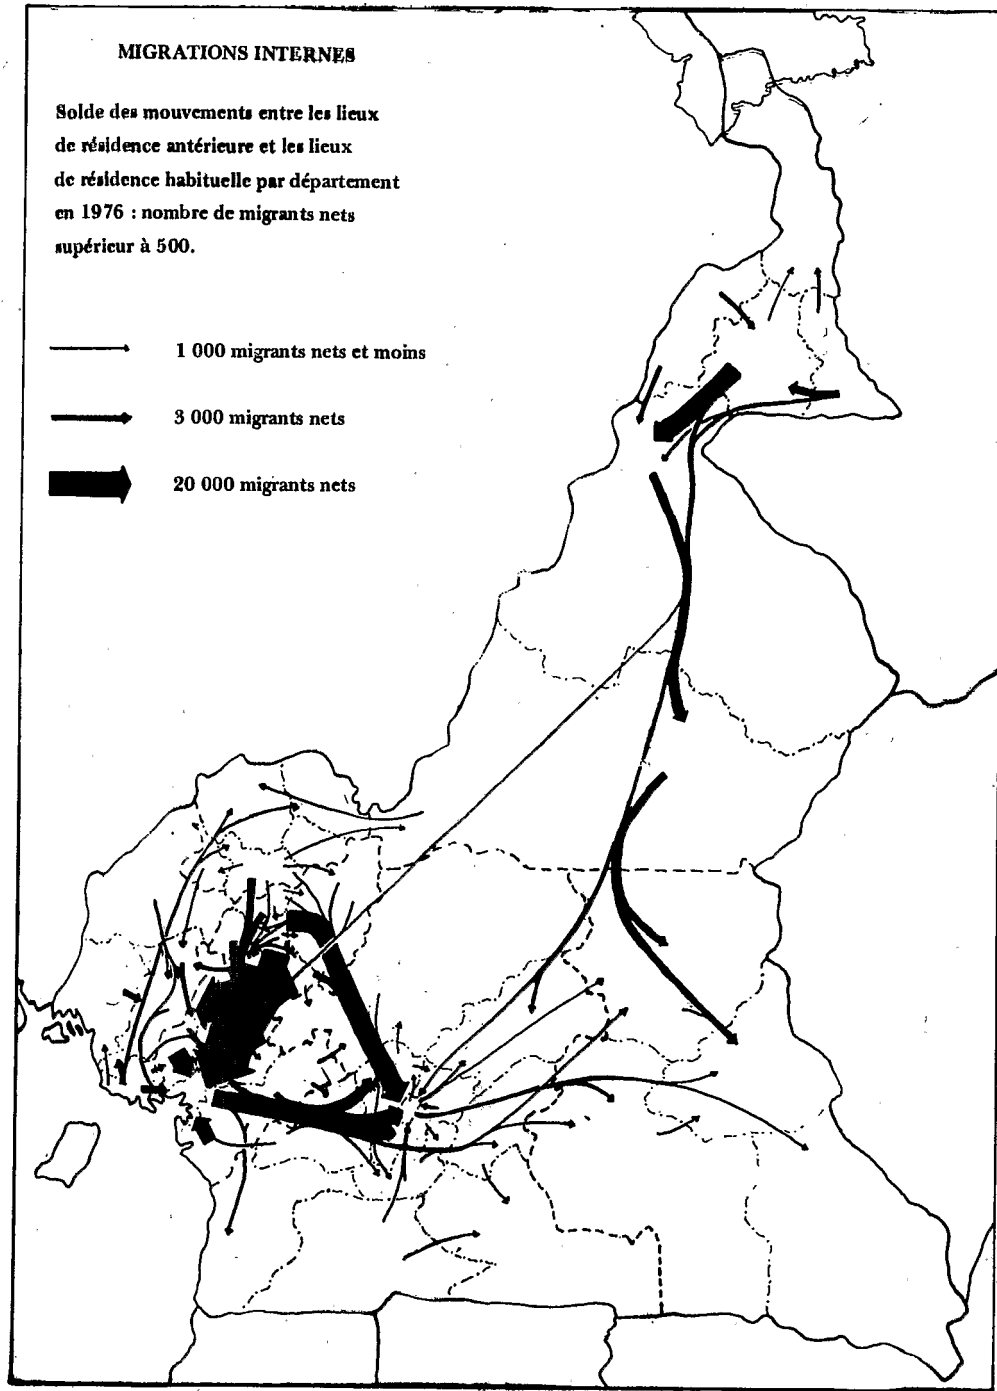 MIGRATIONS INTERNES
Solde des mouvements entre les lieux
de résidence antérieure et les lieux
de résidence habituelle par département
en 1976 : nombre de migrants nets
supérieur à 500.
1 000 migrants nets et moins
3 000 migrants nets
20 000 migrants nets